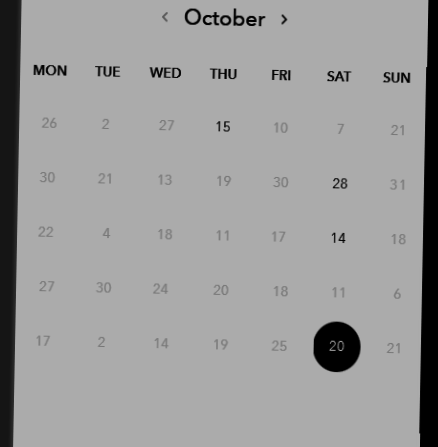 ‹ October ›
MON TUE WED THU FRI SAT SUN
26 2 27 15 10 7 21
30 21 13 19 30 28 31
22 4 18 11 17 14 18
27 30 24 20 18 11 6
17 2 14 19 25 20 21